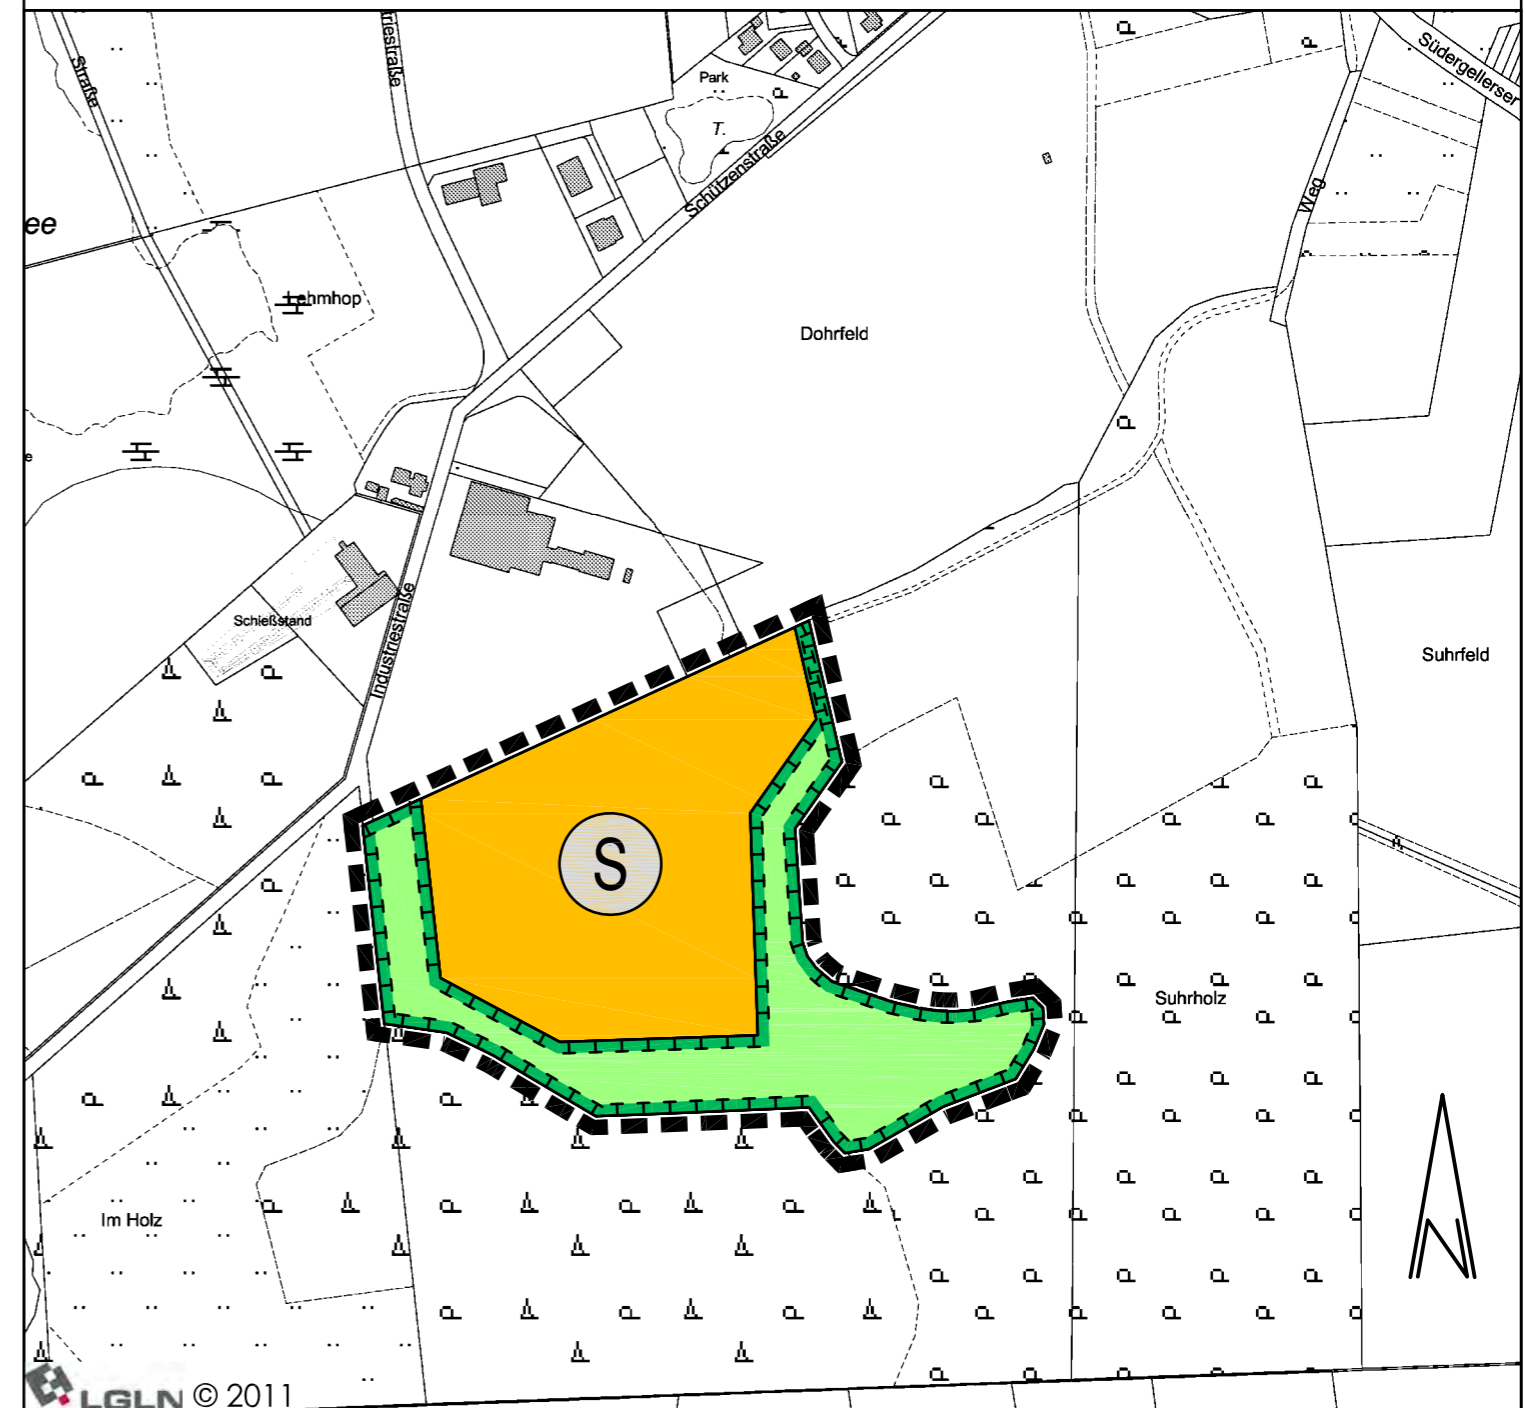 Straße
riestraße
Park
T.
Schützenstraße
Südergellerser
Weg
ee
Lehmhop
Dohrfeld
e
Schießstand
Industriestraße
Suhrfeld
S
Suhrholz
Im Holz
N
LGLN © 2011